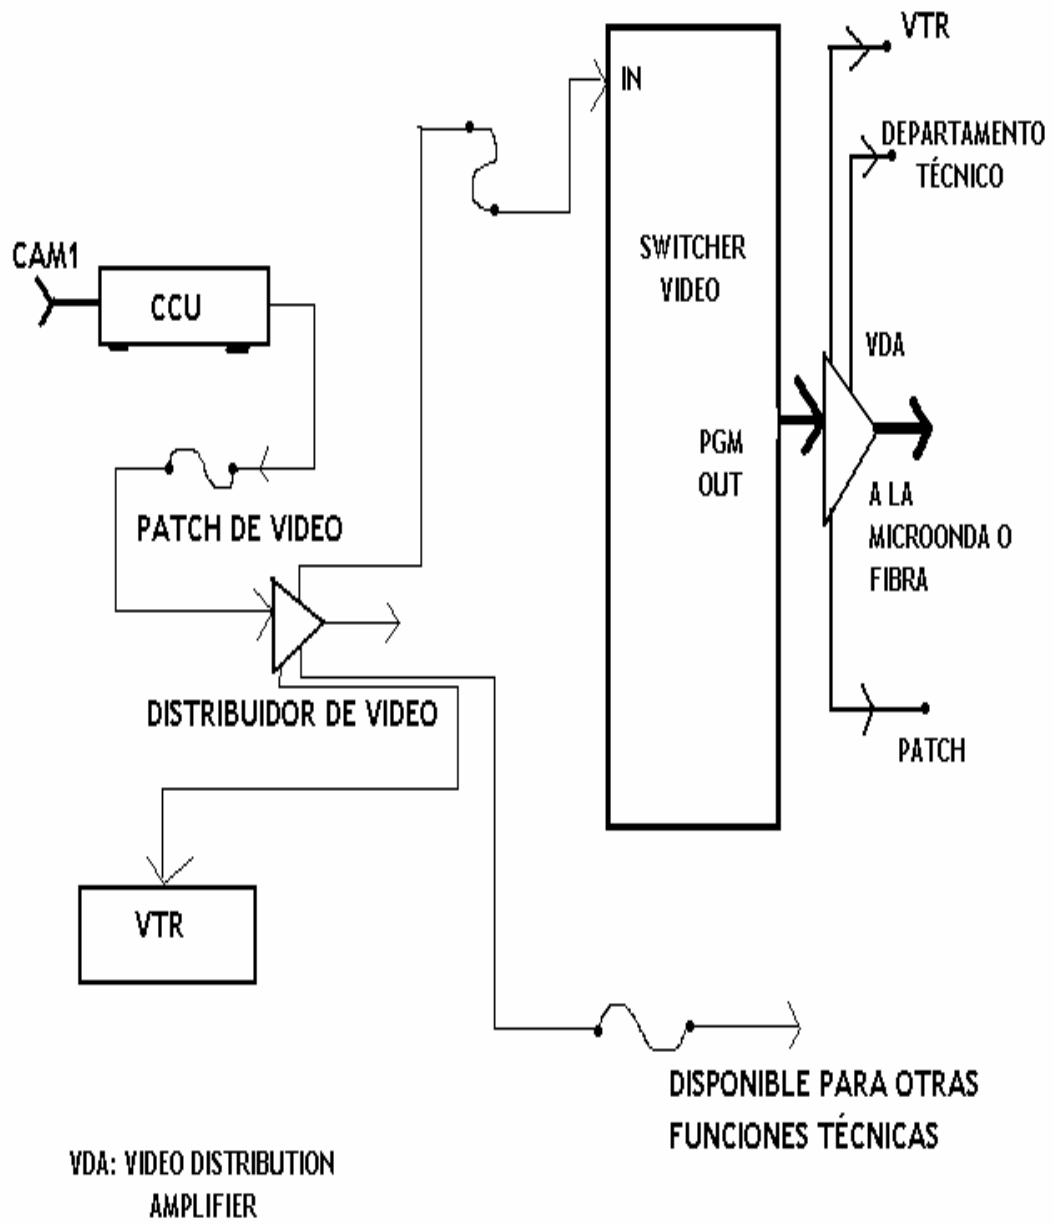 VTR
IN
DEPARTAMENTO
TÉCNICO
CAM1
CCU
SWITCHER
VIDEO
VDA
PGM
OUT
A LA
MICROONDA O
FIBRA
PATCH DE VIDEO
DISTRIBUIDOR DE VIDEO
PATCH
VTR
DISPONIBLE PARA OTRAS
FUNCIONES TÉCNICAS
VDA: VIDEO DISTRIBUTION
AMPLIFIER